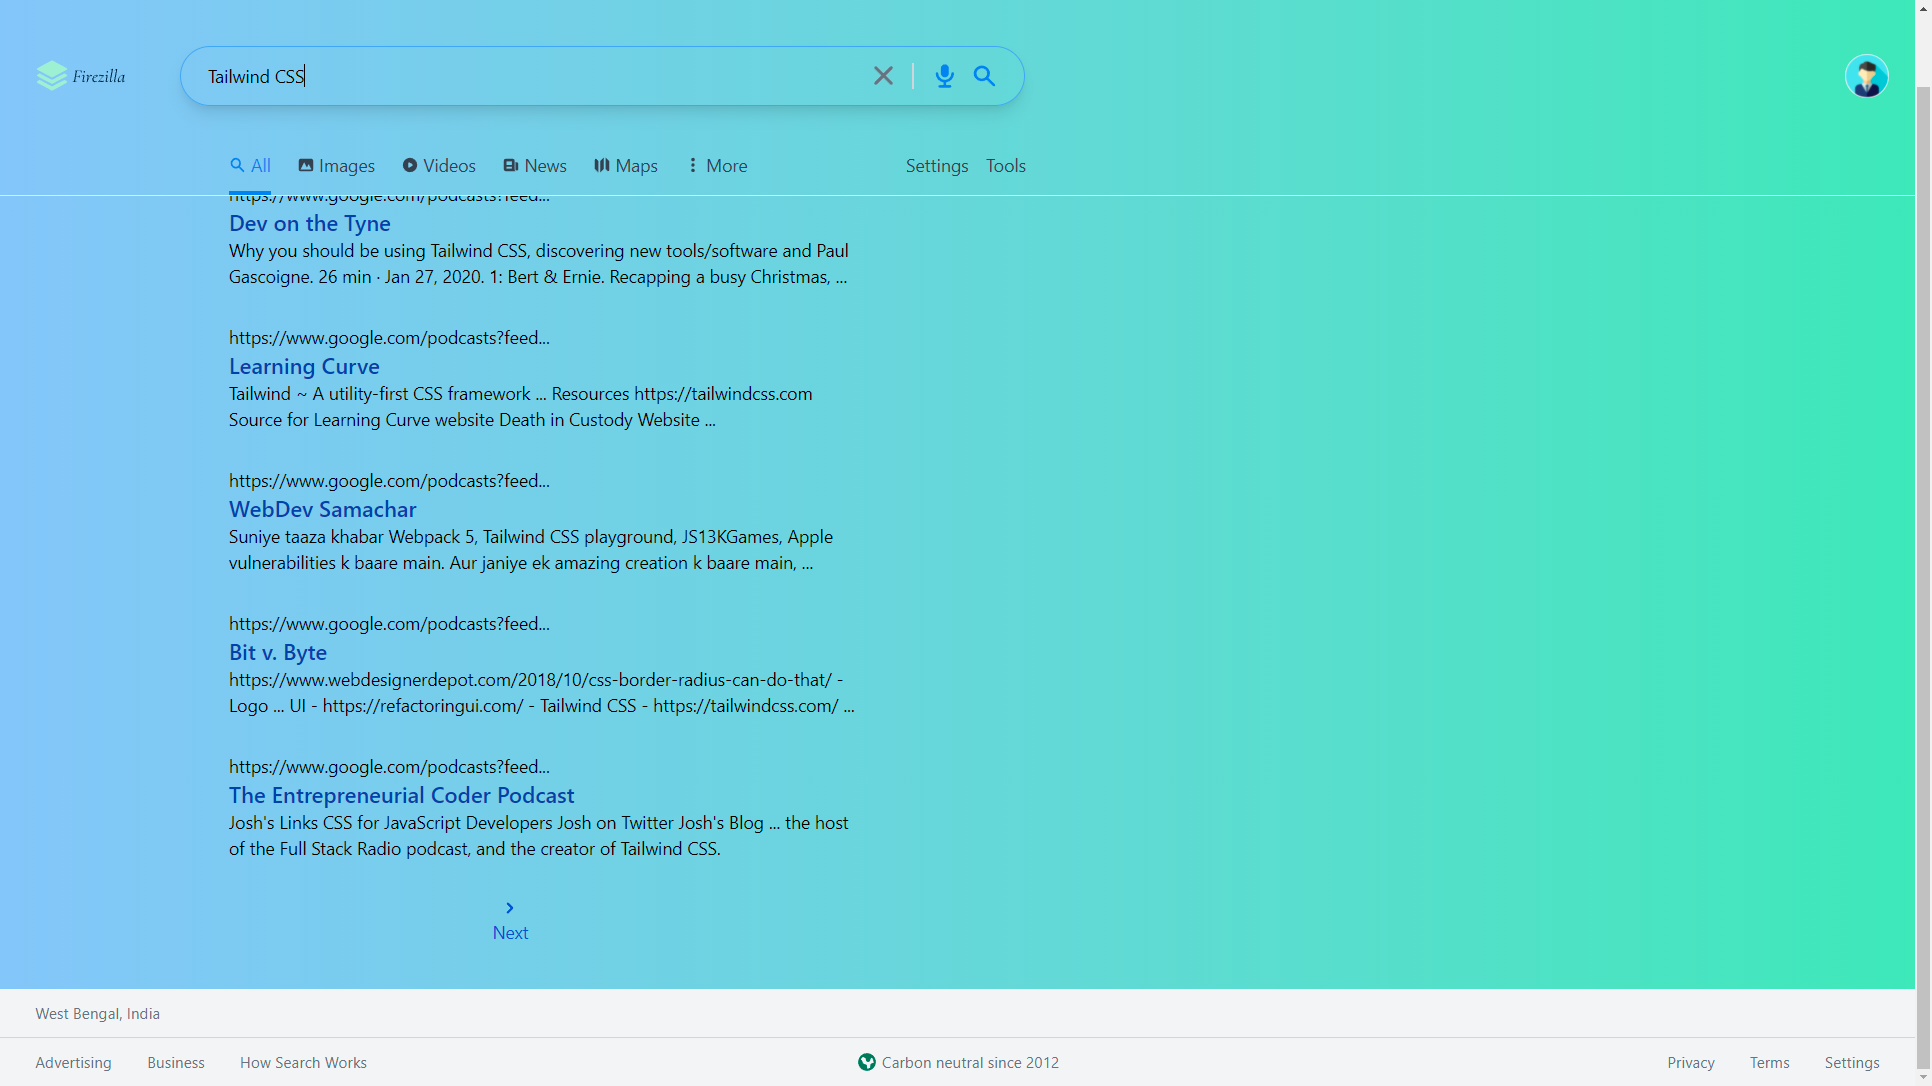 Firezilla
Tailwind CSS
All Images Videos News Maps More Settings Tools
https://www.google.com/podcasts?feed...
Dev on the Tyne
Why you should be using Tailwind CSS, discovering new tools/software and Paul
Gascoigne. 26 min · Jan 27, 2020. 1: Bert & Ernie. Recapping a busy Christmas, ...
https://www.google.com/podcasts?feed...
Learning Curve
Tailwind ~ A utility-first CSS framework ... Resources https://tailwindcss.com
Source for Learning Curve website Death in Custody Website ...
https://www.google.com/podcasts?feed...
WebDev Samachar
Suniye taaza khabar Webpack 5, Tailwind CSS playground, JS13KGames, Apple
vulnerabilities k baare main. Aur janiye ek amazing creation k baare main, ...
https://www.google.com/podcasts?feed...
Bit v. Byte
https://www.webdesignerdepot.com/2018/10/css-border-radius-can-do-that/ -
Logo ... UI - https://refactoringui.com/ - Tailwind CSS - https://tailwindcss.com/ ...
https://www.google.com/podcasts?feed...
The Entrepreneurial Coder Podcast
Josh's Links CSS for JavaScript Developers Josh on Twitter Josh's Blog ... the host
of the Full Stack Radio podcast, and the creator of Tailwind CSS.
Next
West Bengal, India
Advertising Business How Search Works Carbon neutral since 2012 Privacy Terms Settings